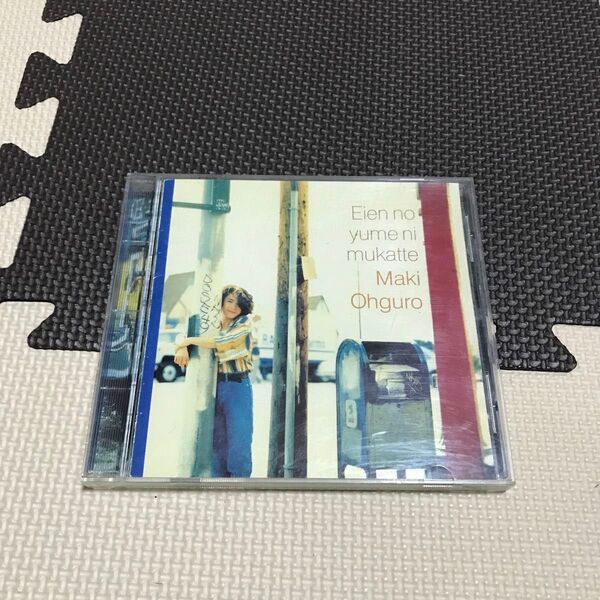 Eien no
yume ni
mukatte
Maki
Ohguro